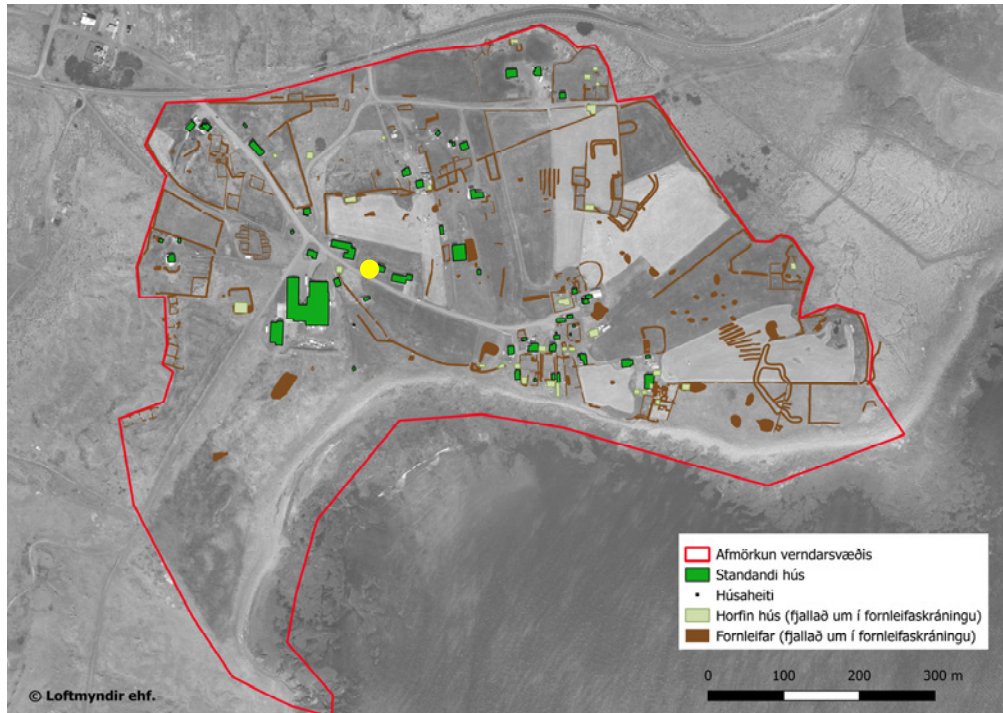 Afmörkun verndarsvæðis
Standandi hús
Húsaheiti
Horfin hús (fjallað um í fornleifaskráningu)
Fornleifar (fjallað um í fornleifaskráningu)
0 100 200 300 m
© Loftmyndir ehf.